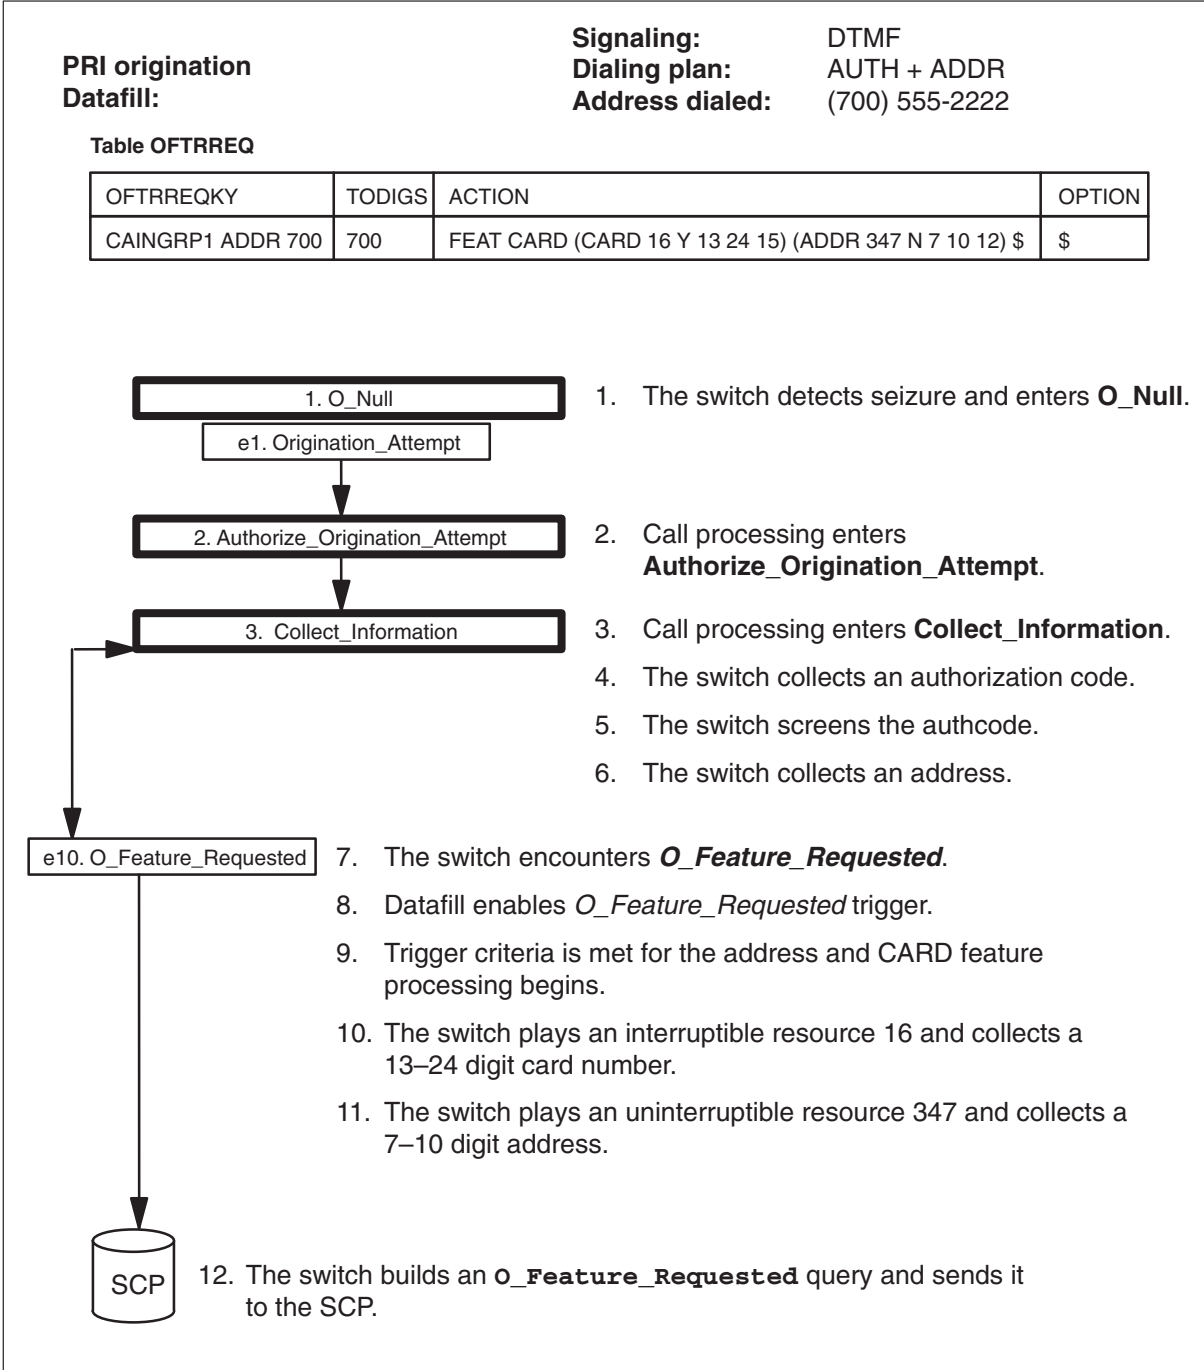 PRI origination
Datafill:
Signaling: DTMF
Dialing plan: AUTH + ADDR
Address dialed: (700) 555-2222
Table OFTRREQ
OFTRREQKY TODIGS ACTION OPTION
CAINGRP1 ADDR 700 700 FEAT CARD (CARD 16 Y 13 24 15) (ADDR 347 N 7 10 12) $ $
1. O_Null
e1. Origination_Attempt
2. Authorize_Origination_Attempt
3. Collect_Information
e10. O_Feature_Requested
SCP
1. The switch detects seizure and enters O_Null.
2. Call processing enters
Authorize_Origination_Attempt.
3. Call processing enters Collect_Information.
4. The switch collects an authorization code.
5. The switch screens the authcode.
6. The switch collects an address.
7. The switch encounters O_Feature_Requested.
8. Datafill enables O_Feature_Requested trigger.
9. Trigger criteria is met for the address and CARD feature
processing begins.
10. The switch plays an interruptible resource 16 and collects a
13–24 digit card number.
11. The switch plays an uninterruptible resource 347 and collects a
7–10 digit address.
12. The switch builds an O_Feature_Requested query and sends it
to the SCP.